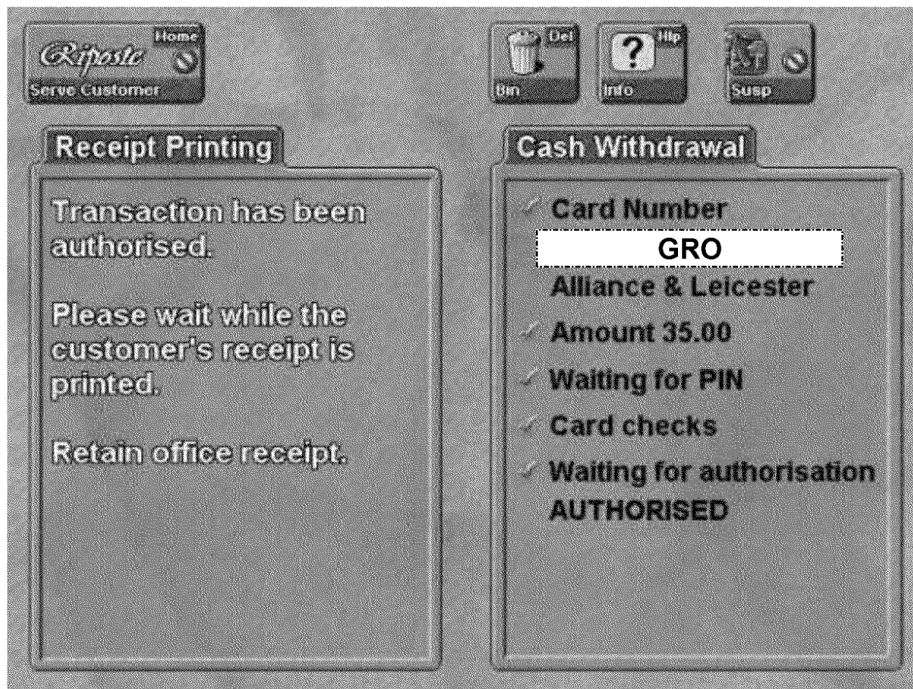 Home
Riposte
Serve Customer
Del
Bin
Hlp
?
Info
Susp
Receipt Printing
Transaction has been
authorised.
Please wait while the
customer's receipt is
printed.
Retain office receipt.
Cash Withdrawal
Card Number
GRO
Alliance & Leicester
Amount 35.00
Waiting for PIN
Card checks
Waiting for authorisation
AUTHORISED